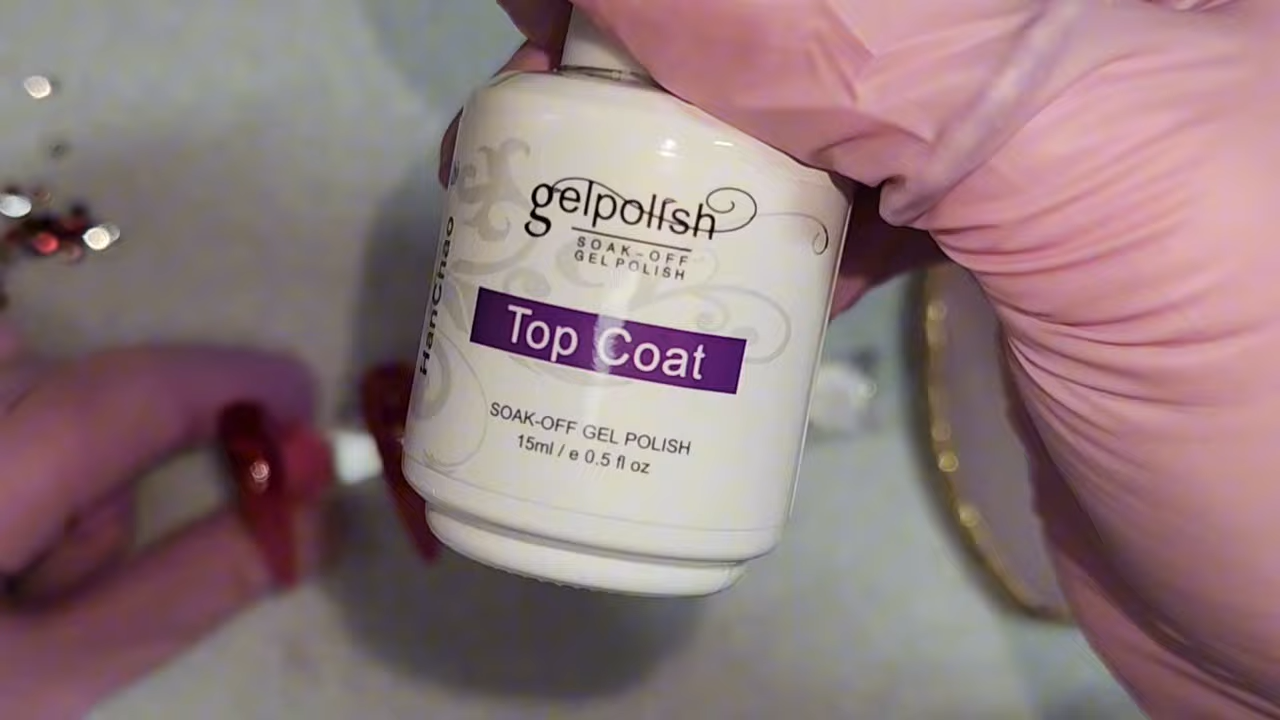 gelpolish
SOAK-OFF
GEL POLISH
Top Coat
SOAK-OFF GEL POLISH
15ml / e 0.5 fl oz
HanChao